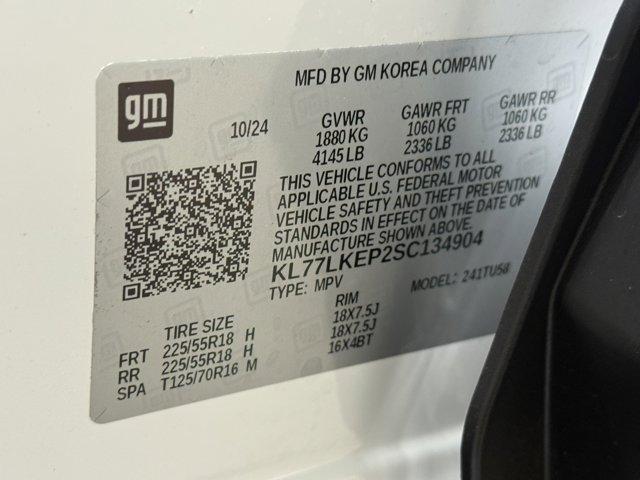 MFD BY GM KOREA COMPANY
gm
10/24
GVWR
1880 KG
4145 LB
GAWR FRT
1060 KG
2336 LB
GAWR RR
1060 KG
2336 LB
THIS VEHICLE CONFORMS TO ALL
APPLICABLE U.S. FEDERAL MOTOR
VEHICLE SAFETY AND THEFT PREVENTION
STANDARDS IN EFFECT ON THE DATE OF
MANUFACTURE SHOWN ABOVE.
KL77LKEP2SC134904
TYPE: MPV
MODEL: 241TU58
TIRE SIZE RIM
FRT 225/55R18 H 18X7.5J
RR 225/55R18 H 18X7.5J
SPA T125/70R16 M 16X4BT